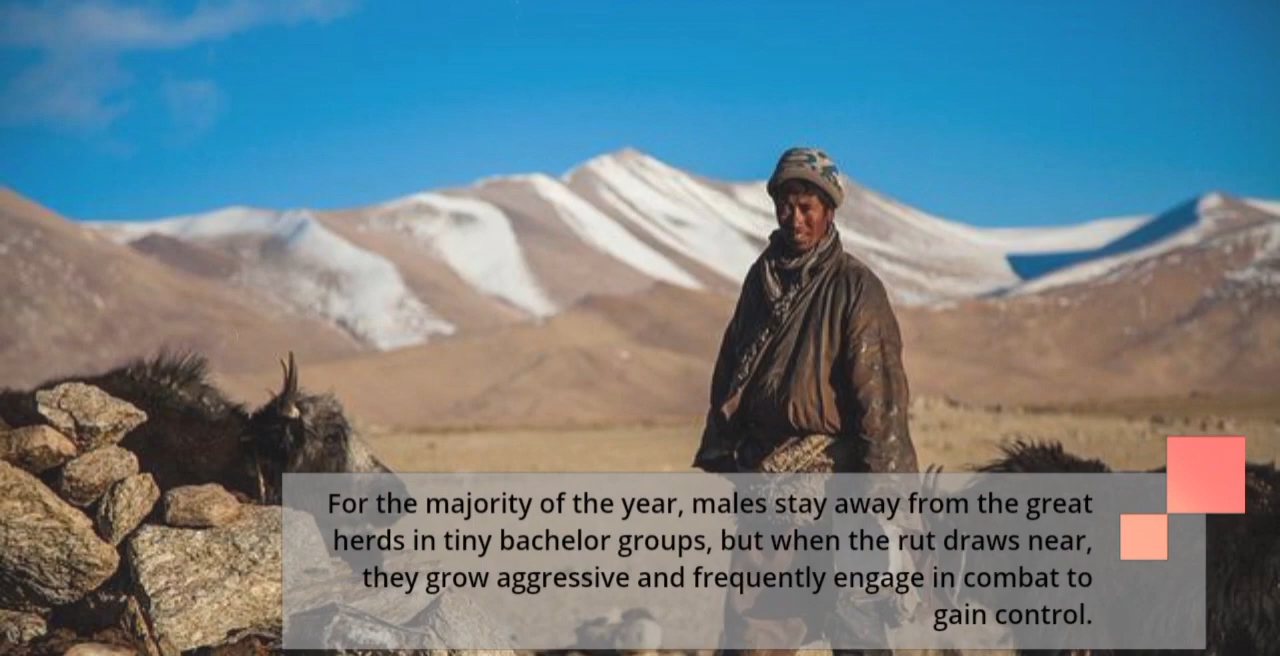 For the majority of the year, males stay away from the great
herds in tiny bachelor groups, but when the rut draws near,
they grow aggressive and frequently engage in combat to
gain control.